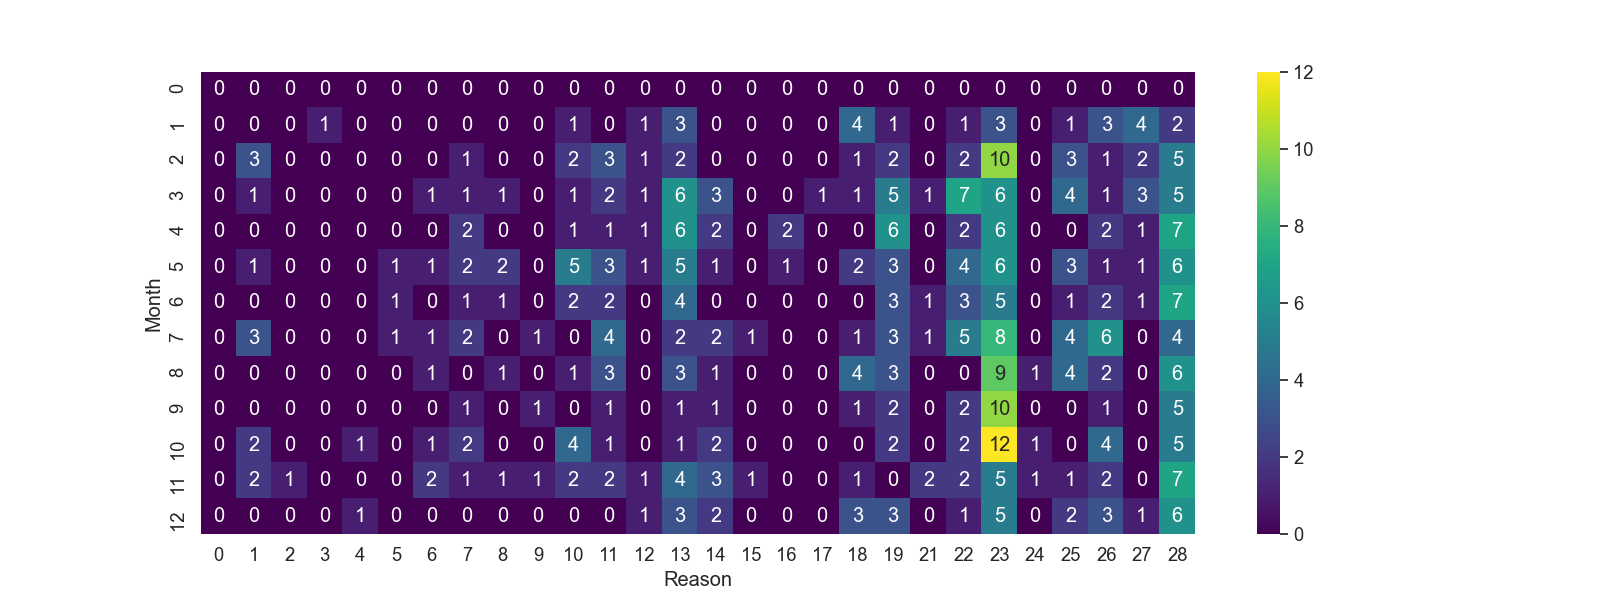 0 0 0 0 0 0 0 0 0 0 0 0 0 0 0 0 0 0 0 0 0 0 0 0 0 0 0 0 0
1 0 0 0 1 0 0 0 0 0 0 1 0 1 3 0 0 0 0 4 1 0 1 3 0 1 3 4 2
2 0 3 0 0 0 0 0 1 0 0 2 3 1 2 0 0 0 0 1 2 0 2 10 0 3 1 2 5
3 0 1 0 0 0 0 1 1 1 0 1 2 1 6 3 0 0 1 1 5 1 7 6 0 4 1 3 5
4 0 0 0 0 0 0 0 2 0 0 1 1 1 6 2 0 2 0 0 6 0 2 6 0 0 2 1 7
5 0 1 0 0 0 1 1 2 2 0 5 3 1 5 1 0 1 0 2 3 0 4 6 0 3 1 1 6
6 0 0 0 0 0 1 0 1 1 0 2 2 0 4 0 0 0 0 0 3 1 3 5 0 1 2 1 7
7 0 3 0 0 0 1 1 2 0 1 0 4 0 2 2 1 0 0 1 3 1 5 8 0 4 6 0 4
8 0 0 0 0 0 0 1 0 1 0 1 3 0 3 1 0 0 0 4 3 0 0 9 1 4 2 0 6
9 0 0 0 0 0 0 0 1 0 1 0 1 0 1 1 0 0 0 1 2 0 2 10 0 0 1 0 5
10 0 2 0 0 1 0 1 2 0 0 4 1 0 1 2 0 0 0 0 2 0 2 12 1 0 4 0 5
11 0 2 1 0 0 0 2 1 1 1 2 2 1 4 3 1 0 0 1 0 2 2 5 1 1 2 0 7
12 0 0 0 0 1 0 0 0 0 0 0 0 1 3 2 0 0 0 3 3 0 1 5 0 2 3 1 6
Month
0 1 2 3 4 5 6 7 8 9 10 11 12 13 14 15 16 17 18 19 21 22 23 24 25 26 27 28
Reason
12
10
8
6
4
2
0